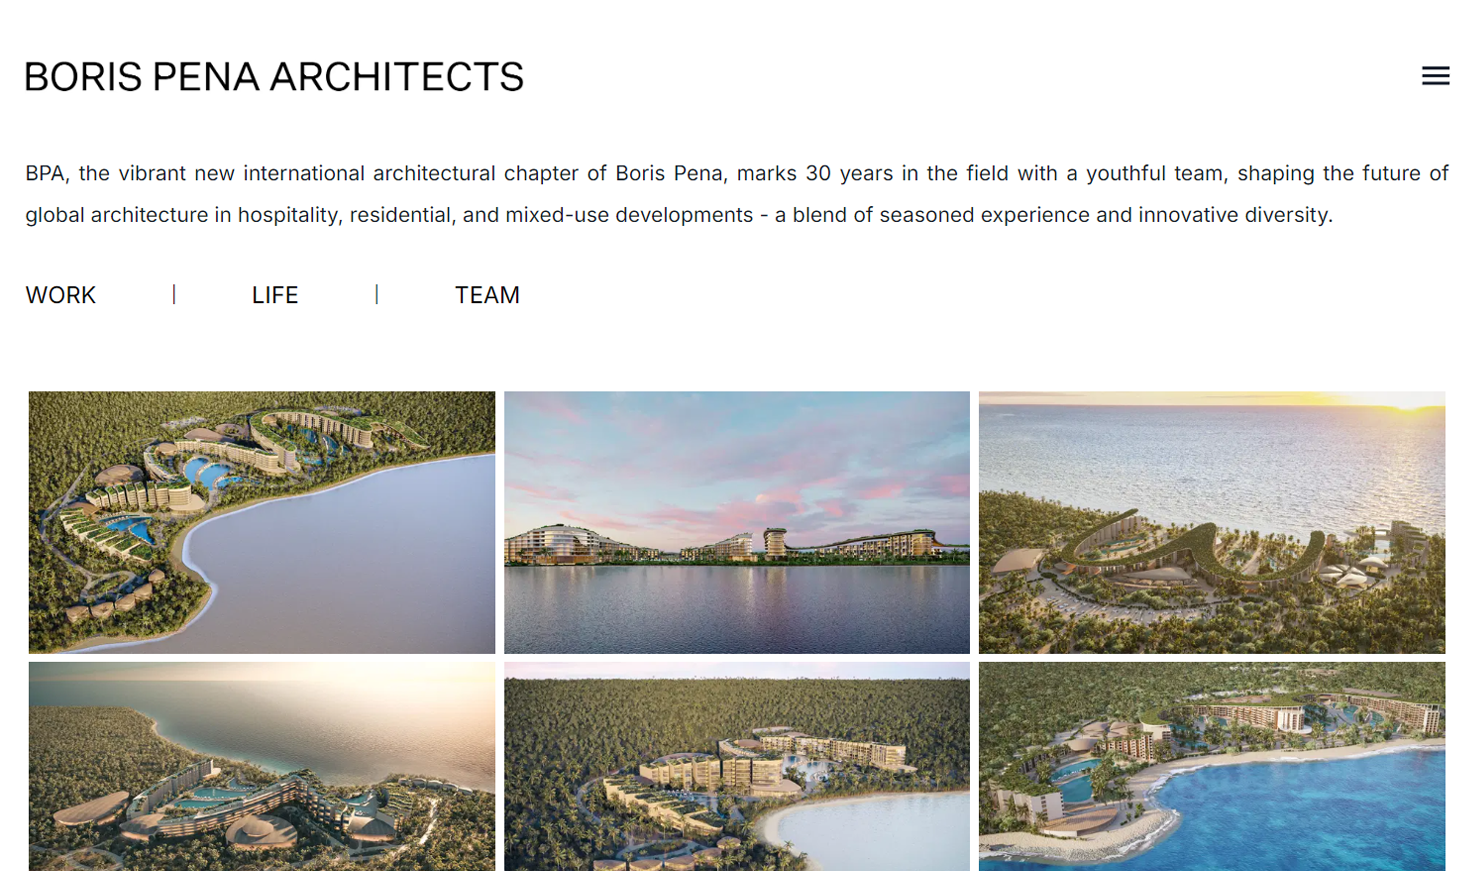 BORIS PENA ARCHITECTS
BPA, the vibrant new international architectural chapter of Boris Pena, marks 30 years in the field with a youthful team, shaping the future of
global architecture in hospitality, residential, and mixed-use developments - a blend of seasoned experience and innovative diversity.
WORK | LIFE | TEAM